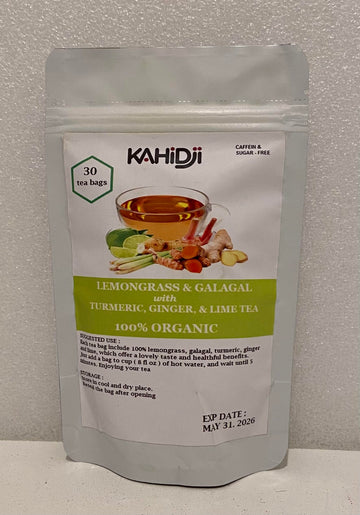 KAHiDji
CAFFEIN &
SUGAR - FREE
30
tea bags
LEMONGRASS & GALAGAL
with
TURMERIC, GINGER, & LIME TEA
100% ORGANIC
SUGGESTED USE :
Each tea bag include 100% lemongrass, galagal, turmeric, ginger
and lime, which offer a lovely taste and healthful benefits.
Just add a bag to cup ( 8 fl oz ) of hot water, and wait until 5
minutes. Enjoying your tea
STORAGE :
Store in cool and dry place.
Reseal the bag after opening
EXP DATE :
MAY 31, 2026